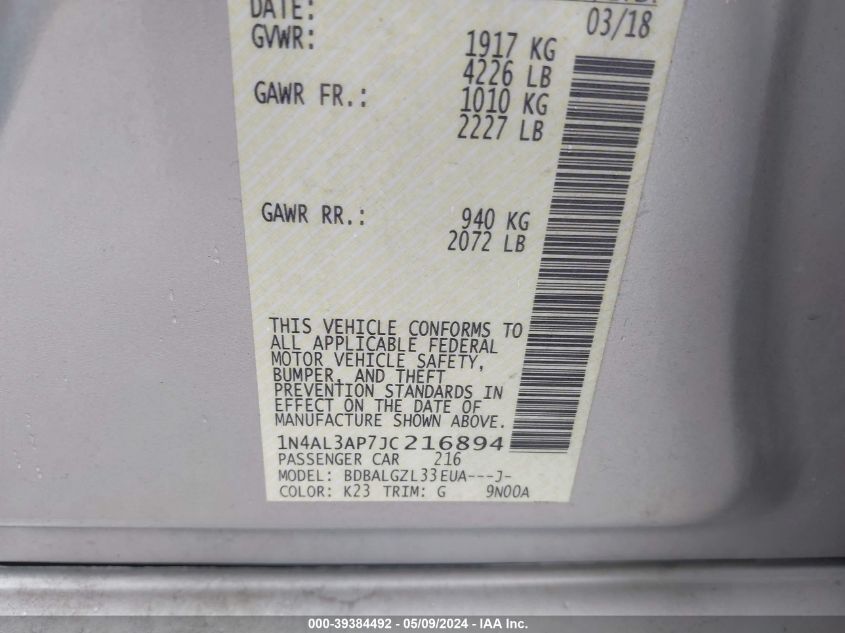 DATE: 03/18
GVWR: 1917 KG
4226 LB
GAWR FR.: 1010 KG
2227 LB
GAWR RR.: 940 KG
2072 LB
THIS VEHICLE CONFORMS TO
ALL APPLICABLE FEDERAL
MOTOR VEHICLE SAFETY,
BUMPER, AND THEFT
PREVENTION STANDARDS IN
EFFECT ON THE DATE OF
MANUFACTURE SHOWN ABOVE.
1N4AL3AP7JC216894
PASSENGER CAR 216
MODEL: BDBALGZL33EUA---J-
COLOR: K23 TRIM: G 9N00A
000-39384492 - 05/09/2024 - IAA Inc.